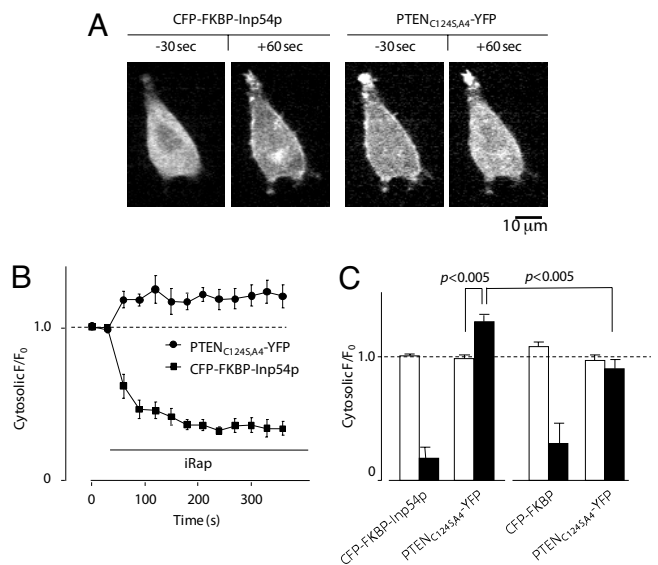 A
CFP-FKBP-Inp54p
PTENC124S,A4-YFP
-30 sec
+60 sec
-30 sec
+60 sec
10 μm
B
Cytosolic F/F0
1.0
0
PTENC124S,A4-YFP
CFP-FKBP-Inp54p
iRap
0
100
200
300
Time (s)
C
Cytosolic F/F0
1.0
0
p<0.005
p<0.005
CFP-FKBP-Inp54p
PTENC124S,A4-YFP
CFP-FKBP
PTENC124S,A4-YFP